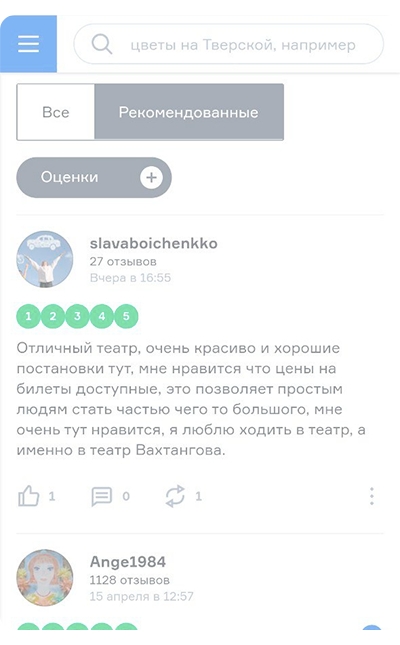 цветы на Тверской, например
Все
Рекомендованные
Оценки
slavaboichenkko
27 отзывов
Вчера в 16:55
1 2 3 4 5
Отличный театр, очень красиво и хорошие
постановки тут, мне нравится что цены на
билеты доступные, это позволяет простым
людям стать частью чего то большого, мне
очень тут нравится, я люблю ходить в театр, а
именно в театр Вахтангова.
1 0 1
Ange1984
1128 отзывов
15 апреля в 12:57